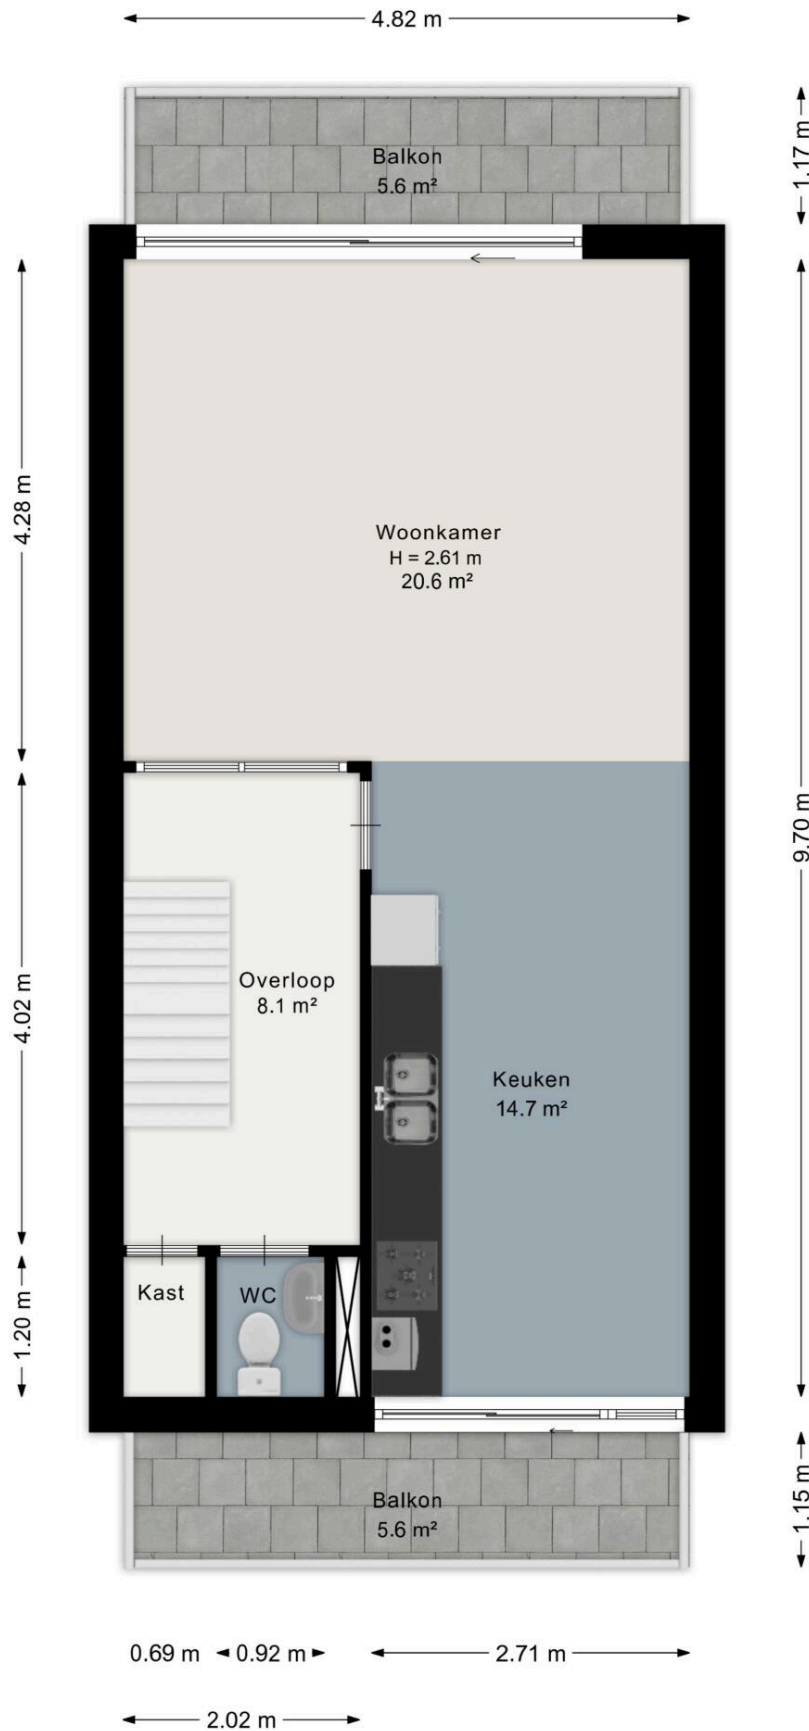 4.82 m
1.17 m
Balkon
5.6 m²
4.28 m
Woonkamer
H = 2.61 m
20.6 m²
9.70 m
4.02 m
Overloop
8.1 m²
Keuken
14.7 m²
1.20 m
Kast
WC
Balkon
5.6 m²
1.15 m
0.69 m
0.92 m
2.71 m
2.02 m